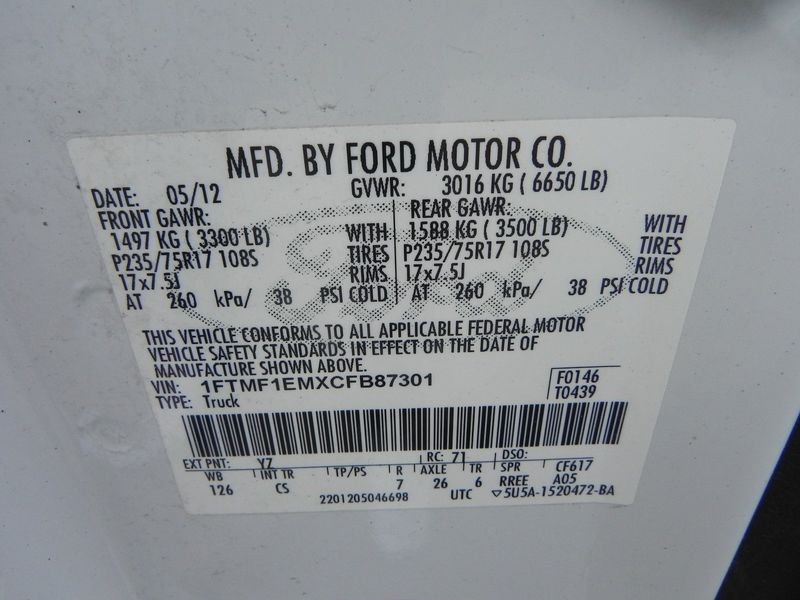 MFD. BY FORD MOTOR CO.
DATE: 05/12 GVWR: 3016 KG ( 6650 LB)
FRONT GAWR: REAR GAWR:
1497 KG ( 3300 LB) WITH 1588 KG ( 3500 LB) WITH
P235/75R17 108S TIRES P235/75R17 108S TIRES
17x7.5J RIMS 17x7.5J RIMS
AT 260 kPa/ 38 PSI COLD AT 260 kPa/ 38 PSI COLD
Ford
THIS VEHICLE CONFORMS TO ALL APPLICABLE FEDERAL MOTOR
VEHICLE SAFETY STANDARDS IN EFFECT ON THE DATE OF
MANUFACTURE SHOWN ABOVE.
VIN: 1FTMF1EMXCFB87301 F0146
TYPE: Truck T0439
EXT PNT: YZ RC: 71 DSO:
WB INT TR TP/PS R AXLE TR SPR CF617
126 CS 7 26 6 RREE A05
2201205046698 UTC ▽5U5A-1520472-BA